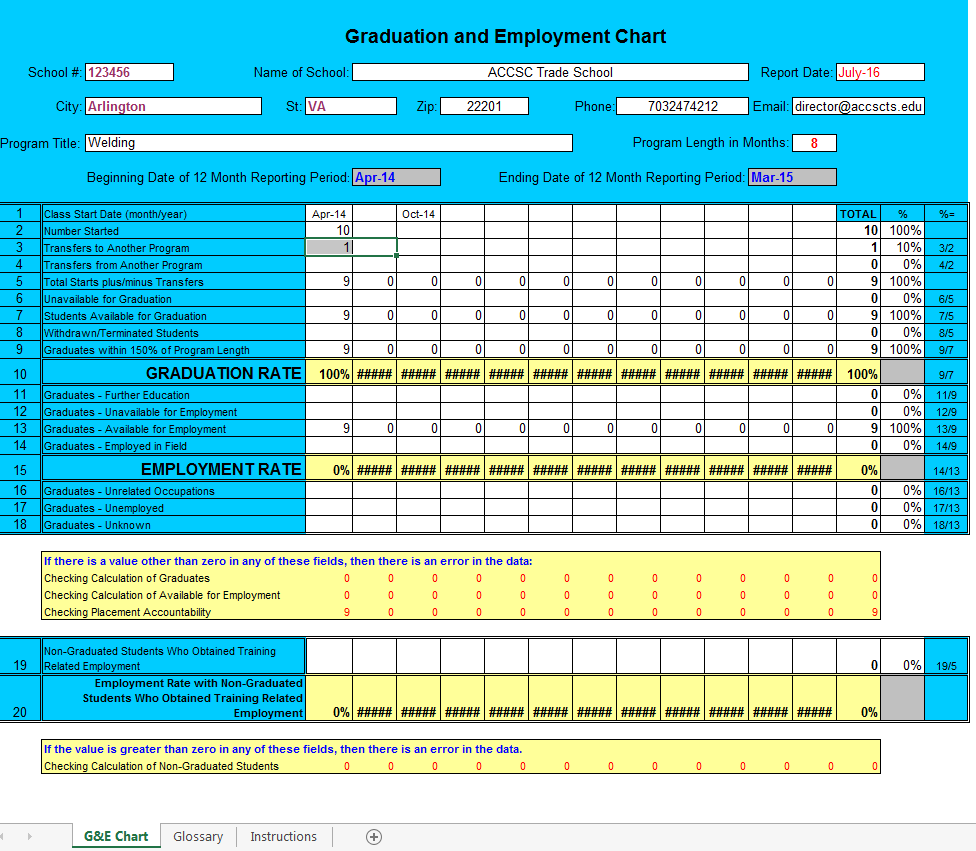 Graduation and Employment Chart
School #: 123456 Name of School: ACCSC Trade School Report Date: July-16
City: Arlington St: VA Zip: 22201 Phone: 7032474212 Email: director@accscts.edu
Program Title: Welding Program Length in Months: 8
Beginning Date of 12 Month Reporting Period: Apr-14 Ending Date of 12 Month Reporting Period: Mar-15
1 Class Start Date (month/year) Apr-14 Oct-14 TOTAL % %=
2 Number Started 10 10 100%
3 Transfers to Another Program 1 1 10% 3/2
4 Transfers from Another Program 0 0% 4/2
5 Total Starts plus/minus Transfers 9 0 0 0 0 0 0 0 0 0 0 0 9 100%
6 Unavailable for Graduation 0 0% 6/5
7 Students Available for Graduation 9 0 0 0 0 0 0 0 0 0 0 0 9 100% 7/5
8 Withdrawn/Terminated Students 0 0% 8/5
9 Graduates within 150% of Program Length 9 0 0 0 0 0 0 0 0 0 0 0 9 100% 9/7
10 GRADUATION RATE 100% ##### ##### ##### ##### ##### ##### ##### ##### ##### ##### ##### 100% 9/7
11 Graduates - Further Education 0 0% 11/9
12 Graduates - Unavailable for Employment 0 0% 12/9
13 Graduates - Available for Employment 9 0 0 0 0 0 0 0 0 0 0 0 9 100% 13/9
14 Graduates - Employed in Field 0 0% 14/9
15 EMPLOYMENT RATE 0% ##### ##### ##### ##### ##### ##### ##### ##### ##### ##### ##### 0% 14/13
16 Graduates - Unrelated Occupations 0 0% 16/13
17 Graduates - Unemployed 0 0% 17/13
18 Graduates - Unknown 0 0% 18/13
If there is a value other than zero in any of these fields, then there is an error in the data:
Checking Calculation of Graduates 0 0 0 0 0 0 0 0 0 0 0 0 0
Checking Calculation of Available for Employment 0 0 0 0 0 0 0 0 0 0 0 0 0
Checking Placement Accountability 9 0 0 0 0 0 0 0 0 0 0 0 9
Non-Graduated Students Who Obtained Training
19 Related Employment 0 0% 19/5
Employment Rate with Non-Graduated
Students Who Obtained Training Related
20 Employment 0% ##### ##### ##### ##### ##### ##### ##### ##### ##### ##### ##### 0%
If the value is greater than zero in any of these fields, then there is an error in the data.
Checking Calculation of Non-Graduated Students 0 0 0 0 0 0 0 0 0 0 0 0 0
G&E Chart Glossary Instructions